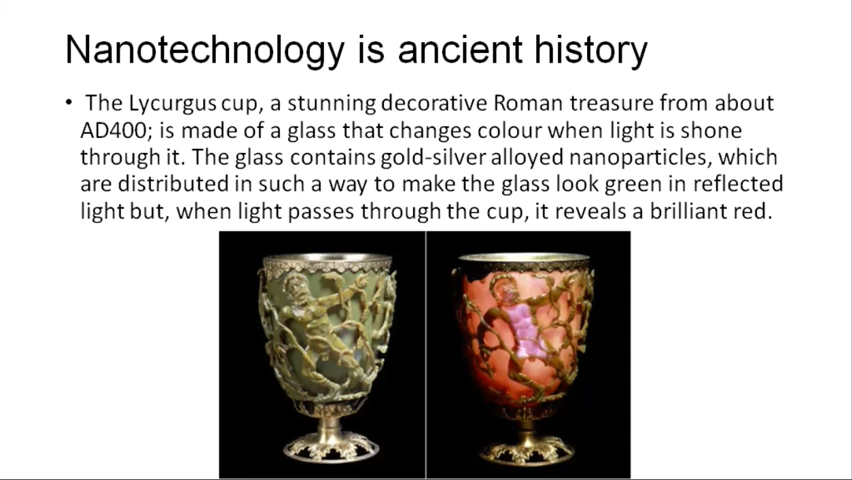 Nanotechnology is ancient history
• The Lycurgus cup, a stunning decorative Roman treasure from about
AD400; is made of a glass that changes colour when light is shone
through it. The glass contains gold-silver alloyed nanoparticles, which
are distributed in such a way to make the glass look green in reflected
light but, when light passes through the cup, it reveals a brilliant red.